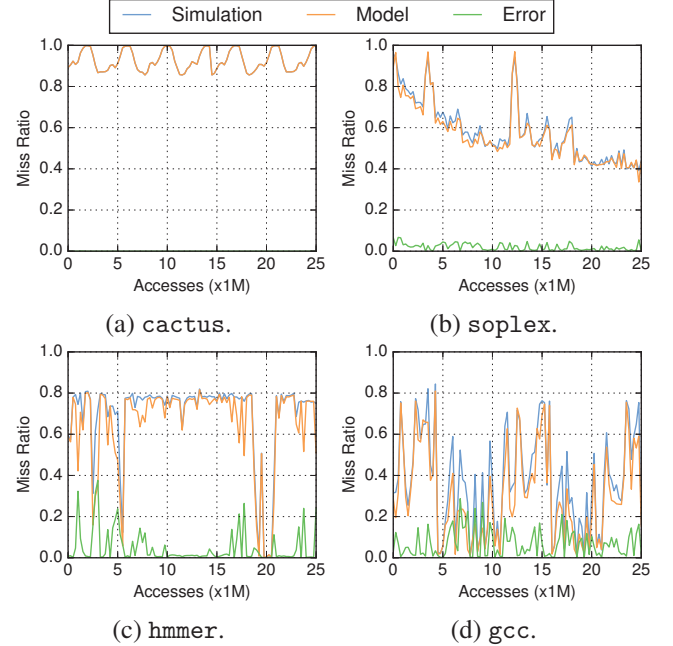 Simulation Model Error
1.0
0.8
0.6
0.4
0.2
0.0
Miss Ratio
0 5 10 15 20 25
Accesses (x1M)
(a) cactus.
1.0
0.8
0.6
0.4
0.2
0.0
Miss Ratio
0 5 10 15 20 25
Accesses (x1M)
(b) soplex.
1.0
0.8
0.6
0.4
0.2
0.0
Miss Ratio
0 5 10 15 20 25
Accesses (x1M)
(c) hmmer.
1.0
0.8
0.6
0.4
0.2
0.0
Miss Ratio
0 5 10 15 20 25
Accesses (x1M)
(d) gcc.